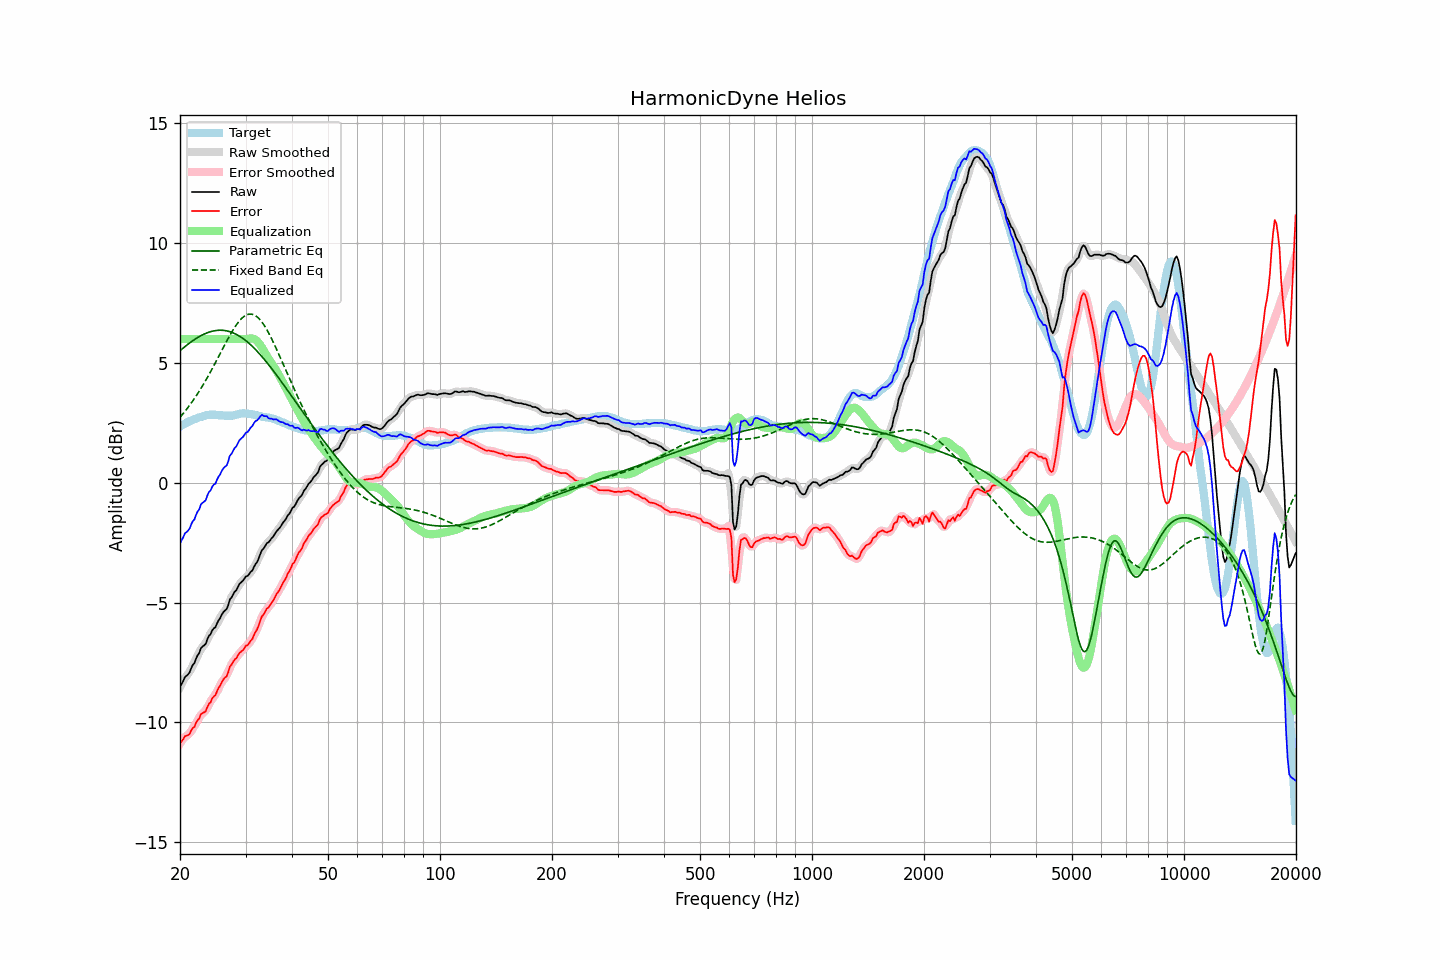 HarmonicDyne Helios
Target
Raw Smoothed
Error Smoothed
Raw
Error
Equalization
Parametric Eq
Fixed Band Eq
Equalized
15
10
5
0
−5
−10
−15
Amplitude (dBr)
20 50 100 200 500 1000 2000 5000 10000 20000
Frequency (Hz)